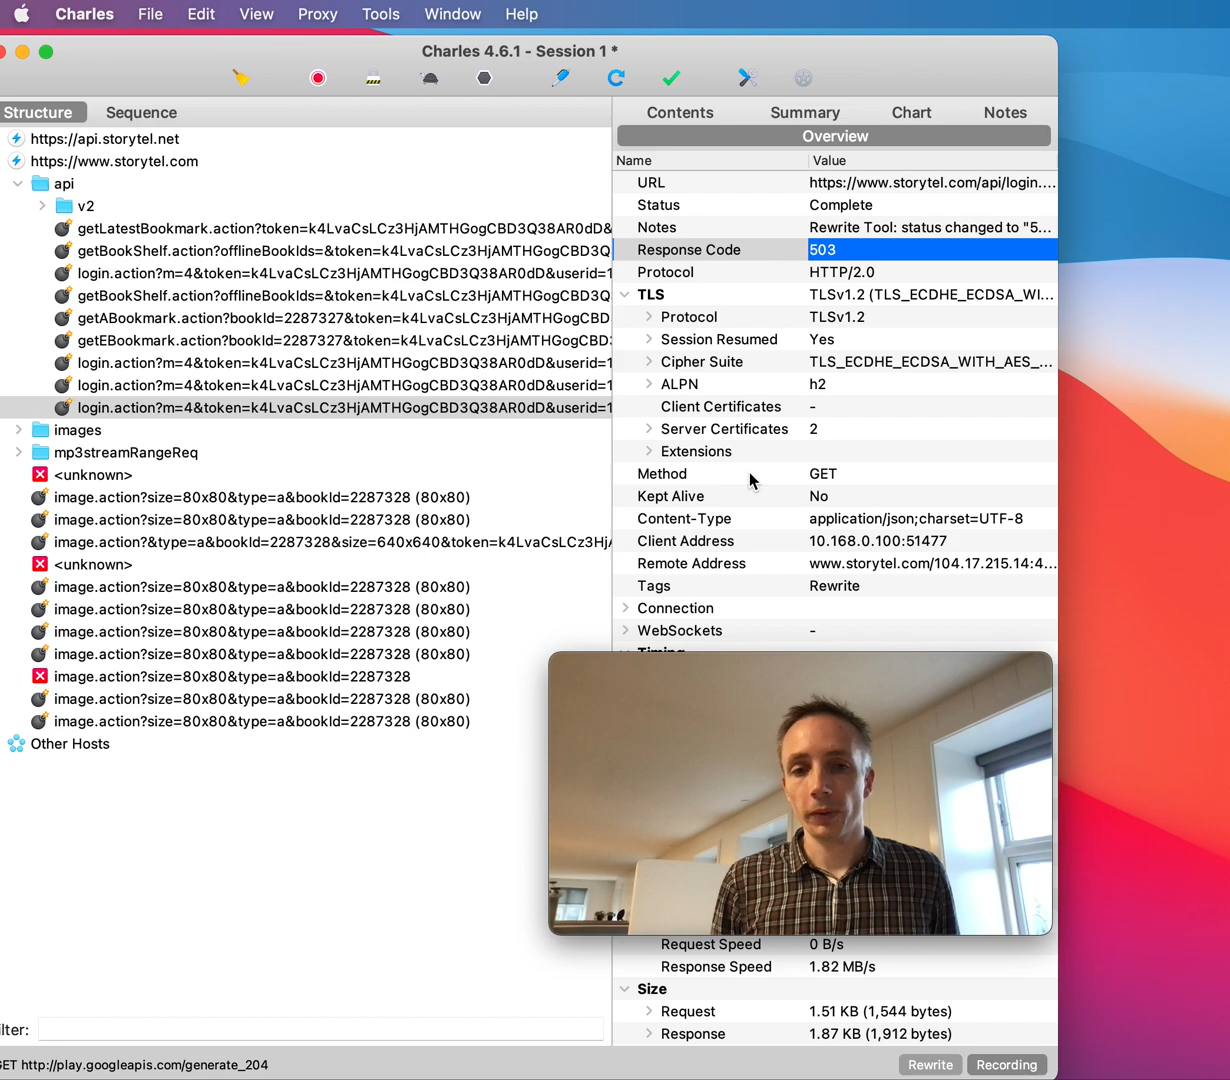 Charles File Edit View Proxy Tools Window Help
Charles 4.6.1 - Session 1 *
Structure Sequence
Contents Summary Chart Notes
Overview
Name Value
https://api.storytel.net
https://www.storytel.com
api
v2
getLatestBookmark.action?token=k4LvaCsLCz3HjAMTHGogCBD3Q38AR0dD&
getBookShelf.action?offlineBookIds=&token=k4LvaCsLCz3HjAMTHGogCBD3Q
login.action?m=4&token=k4LvaCsLCz3HjAMTHGogCBD3Q38AR0dD&userid=1
getBookShelf.action?offlineBookIds=&token=k4LvaCsLCz3HjAMTHGogCBD3Q
getABookmark.action?bookId=2287327&token=k4LvaCsLCz3HjAMTHGogCBD
getEBookmark.action?bookId=2287327&token=k4LvaCsLCz3HjAMTHGogCBD
login.action?m=4&token=k4LvaCsLCz3HjAMTHGogCBD3Q38AR0dD&userid=1
login.action?m=4&token=k4LvaCsLCz3HjAMTHGogCBD3Q38AR0dD&userid=1
login.action?m=4&token=k4LvaCsLCz3HjAMTHGogCBD3Q38AR0dD&userid=1
images
mp3streamRangeReq
<unknown>
image.action?size=80x80&type=a&bookId=2287328 (80x80)
image.action?size=80x80&type=a&bookId=2287328 (80x80)
image.action?&type=a&bookId=2287328&size=640x640&token=k4LvaCsLCz3Hj
<unknown>
image.action?size=80x80&type=a&bookId=2287328 (80x80)
image.action?size=80x80&type=a&bookId=2287328 (80x80)
image.action?size=80x80&type=a&bookId=2287328 (80x80)
image.action?size=80x80&type=a&bookId=2287328 (80x80)
image.action?size=80x80&type=a&bookId=2287328
image.action?size=80x80&type=a&bookId=2287328 (80x80)
image.action?size=80x80&type=a&bookId=2287328 (80x80)
Other Hosts
URL https://www.storytel.com/api/login....
Status Complete
Notes Rewrite Tool: status changed to "5...
Response Code 503
Protocol HTTP/2.0
TLS TLSv1.2 (TLS_ECDHE_ECDSA_WI...
Protocol TLSv1.2
Session Resumed Yes
Cipher Suite TLS_ECDHE_ECDSA_WITH_AES_...
ALPN h2
Client Certificates -
Server Certificates 2
Extensions
Method GET
Kept Alive No
Content-Type application/json;charset=UTF-8
Client Address 10.168.0.100:51477
Remote Address www.storytel.com/104.17.215.14:4...
Tags Rewrite
Connection
WebSockets -
Timing
Request Speed 0 B/s
Response Speed 1.82 MB/s
Size
Request 1.51 KB (1,544 bytes)
Response 1.87 KB (1,912 bytes)
ilter:
GET http://play.googleapis.com/generate_204
Rewrite Recording